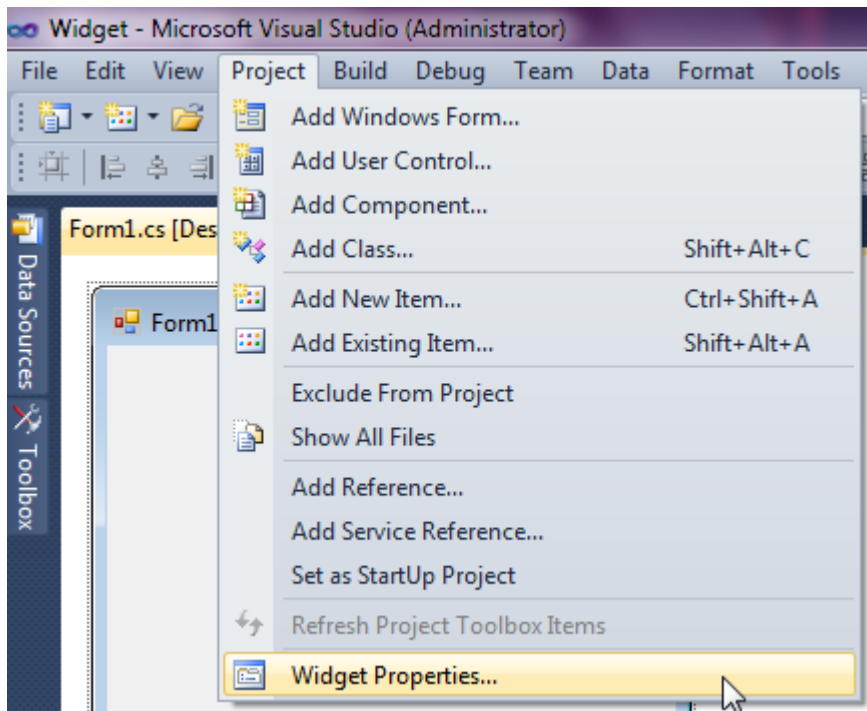 Widget - Microsoft Visual Studio (Administrator)
File Edit View Project Build Debug Team Data Format Tools
Add Windows Form...
Add User Control...
Add Component...
Add Class... Shift+Alt+C
Add New Item... Ctrl+Shift+A
Add Existing Item... Shift+Alt+A
Exclude From Project
Show All Files
Add Reference...
Add Service Reference...
Set as StartUp Project
Refresh Project Toolbox Items
Widget Properties...
Form1.cs [Des
Form1
Data Sources
Toolbox